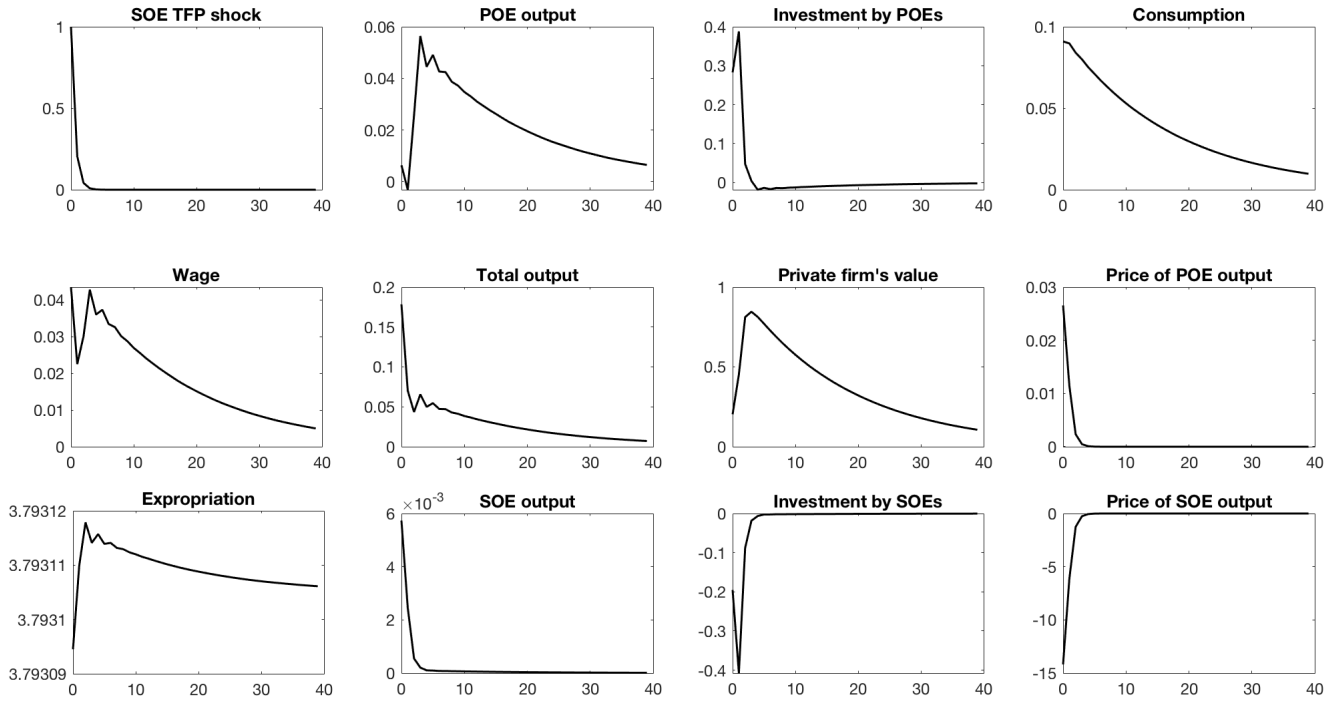 SOE TFP shock
1
0.5
0
0 10 20 30 40
POE output
0.06
0.04
0.02
0
0 10 20 30 40
Investment by POEs
0.4
0.3
0.2
0.1
0
0 10 20 30 40
Consumption
0.1
0.05
0
0 10 20 30 40
Wage
0.04
0.03
0.02
0.01
0
0 10 20 30 40
Total output
0.2
0.15
0.1
0.05
0
0 10 20 30 40
Private firm's value
1
0.5
0
0 10 20 30 40
Price of POE output
0.03
0.02
0.01
0
0 10 20 30 40
Expropriation
3.79312
3.79311
3.7931
3.79309
0 10 20 30 40
SOE output
×10⁻³
6
4
2
0
0 10 20 30 40
Investment by SOEs
0
-0.1
-0.2
-0.3
-0.4
0 10 20 30 40
Price of SOE output
0
-5
-10
-15
0 10 20 30 40